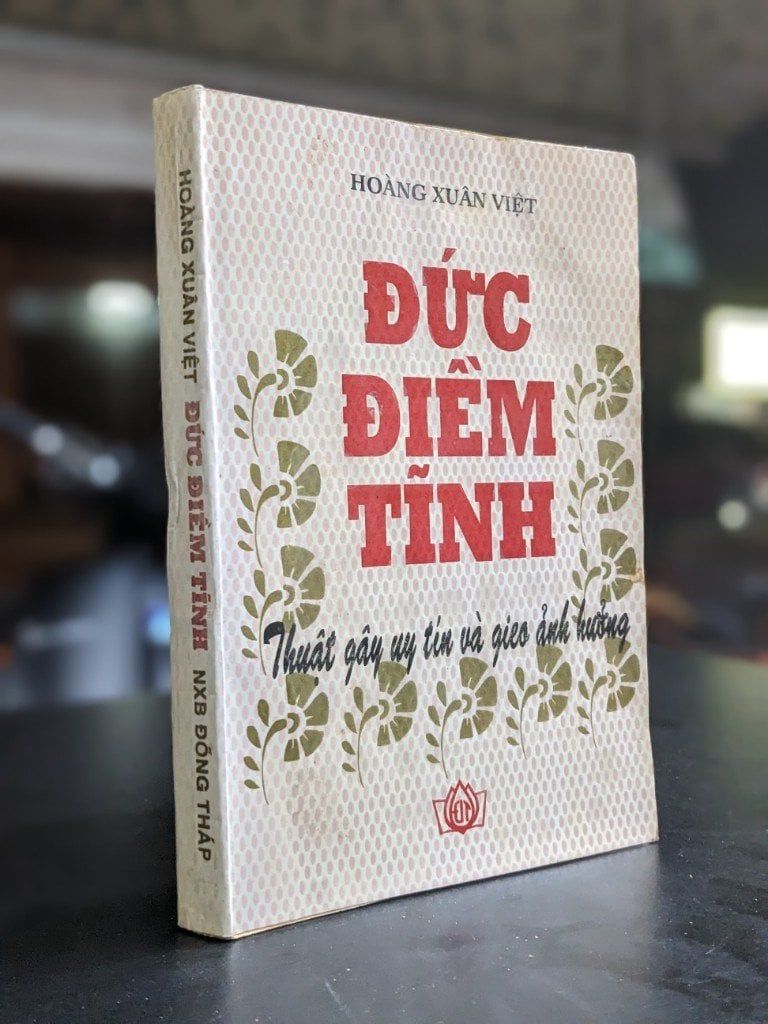 HOÀNG XUÂN VIỆT
ĐỨC
ĐIỀM
TĨNH
Thuật gây uy tín và gieo ảnh hưởng
HOÀNG XUÂN VIỆT ĐỨC ĐIỀM TĨNH NXB ĐỒNG THÁP